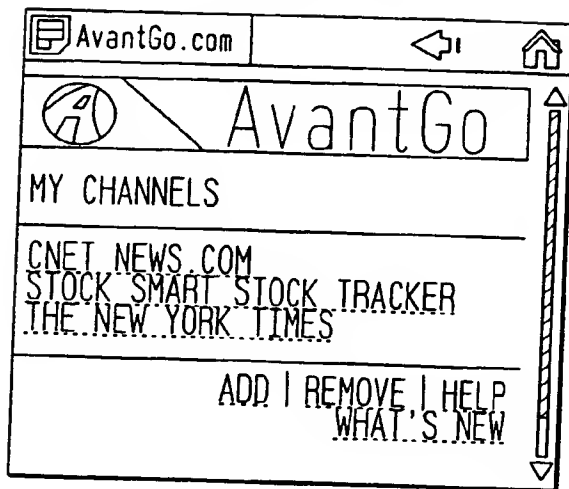 AvantGo.com
AvantGo
MY CHANNELS
CNET NEWS.COM
STOCK SMART STOCK TRACKER
THE NEW YORK TIMES
ADD | REMOVE | HELP
WHAT'S NEW